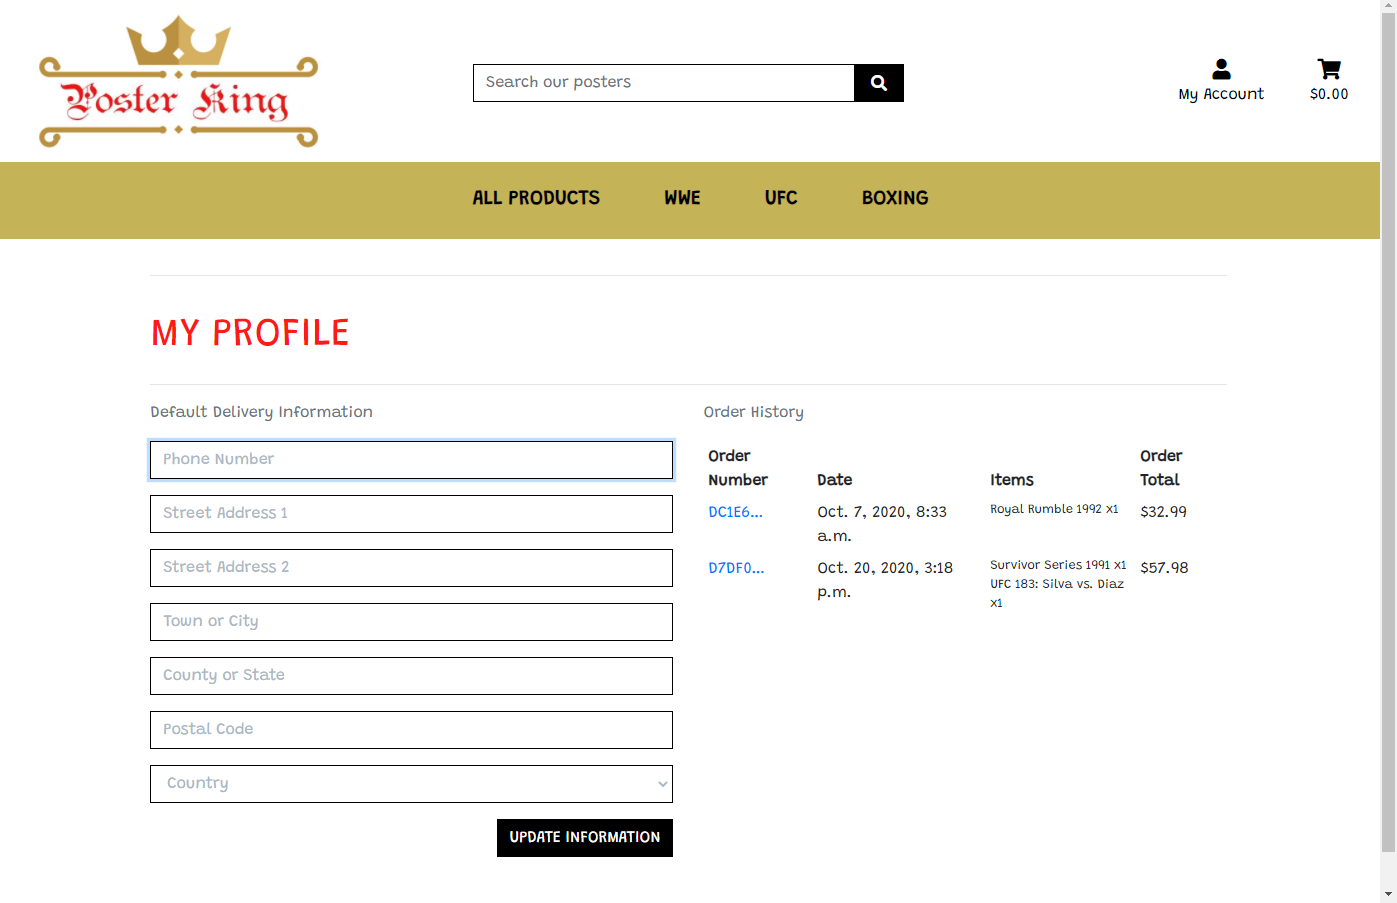 Poster King
Search our posters
My Account
$0.00
ALL PRODUCTS
WWE
UFC
BOXING
MY PROFILE
Default Delivery Information
Phone Number
Street Address 1
Street Address 2
Town or City
County or State
Postal Code
Country
UPDATE INFORMATION
Order History
Order Number Date Items Order Total
DC1E6... Oct. 7, 2020, 8:33 a.m. Royal Rumble 1992 x1 $32.99
D7DF0... Oct. 20, 2020, 3:18 p.m. Survivor Series 1991 x1 UFC 183: Silva vs. Diaz x1 $57.98